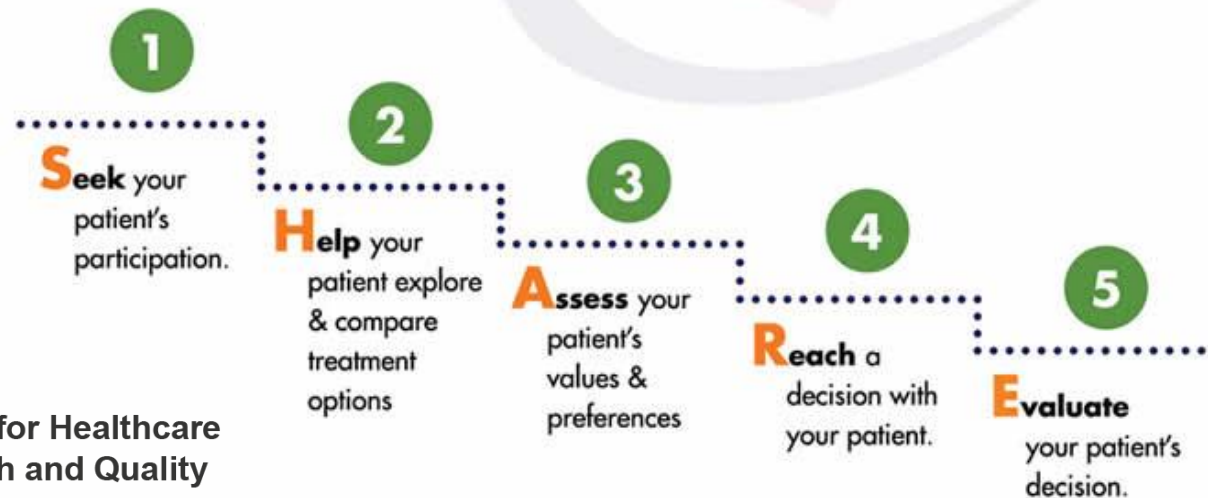 1
Seek your
patient's
participation.
2
Help your
patient explore
& compare
treatment
options
3
Assess your
patient's
values &
preferences
4
Reach a
decision with
your patient.
5
Evaluate
your patient's
decision.
for Healthcare
and Quality